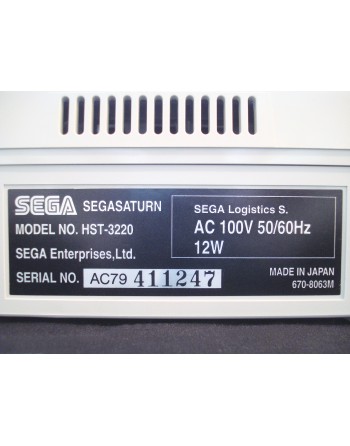 SEGA SEGASATURN
MODEL NO. HST-3220
SEGA Enterprises,Ltd.
SERIAL NO. AC79 411247
SEGA Logistics S.
AC 100V 50/60Hz
12W
MADE IN JAPAN
670-8063M